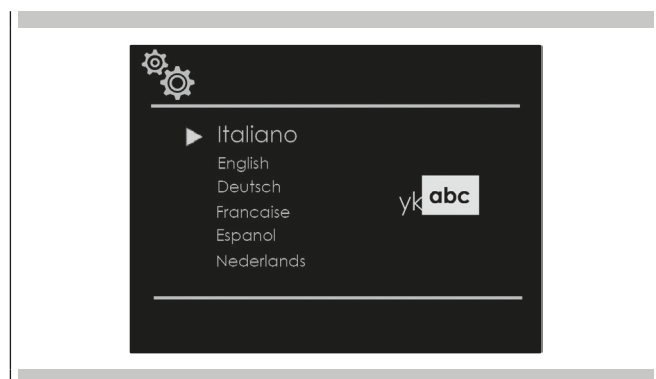 Italiano
English
Deutsch
Francaise
Espanol
Nederlands
yk abc